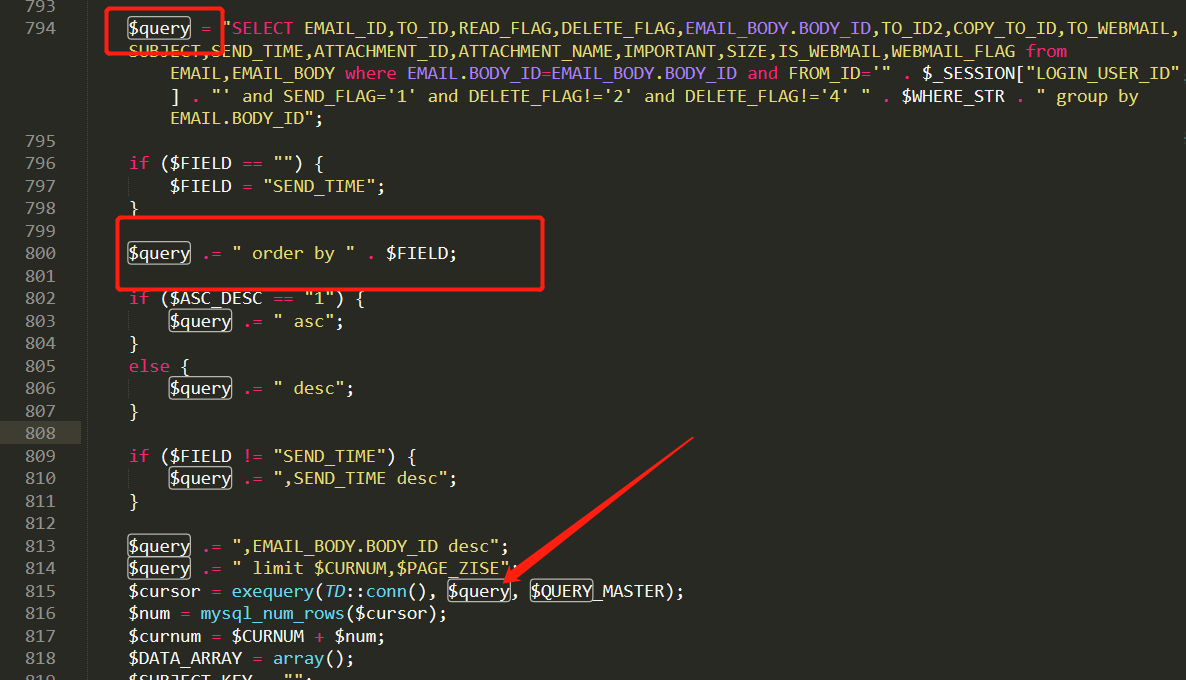 793
794 $query = "SELECT EMAIL_ID,TO_ID,READ_FLAG,DELETE_FLAG,EMAIL_BODY.BODY_ID,TO_ID2,COPY_TO_ID,TO_WEBMAIL,
SUBJECT,SEND_TIME,ATTACHMENT_ID,ATTACHMENT_NAME,IMPORTANT,SIZE,IS_WEBMAIL,WEBMAIL_FLAG from
EMAIL,EMAIL_BODY where EMAIL.BODY_ID=EMAIL_BODY.BODY_ID and FROM_ID='" . $_SESSION["LOGIN_USER_ID"
] . "' and SEND_FLAG='1' and DELETE_FLAG!='2' and DELETE_FLAG!='4' " . $WHERE_STR . " group by
EMAIL.BODY_ID";
795
796 if ($FIELD == "") {
797 $FIELD = "SEND_TIME";
798 }
799
800 $query .= " order by " . $FIELD;
801
802 if ($ASC_DESC == "1") {
803 $query .= " asc";
804 }
805 else {
806 $query .= " desc";
807 }
808
809 if ($FIELD != "SEND_TIME") {
810 $query .= ",SEND_TIME desc";
811 }
812
813 $query .= ",EMAIL_BODY.BODY_ID desc";
814 $query .= " limit $CURNUM,$PAGE_ZISE";
815 $cursor = exequery(TD::conn(), $query, $QUERY_MASTER);
816 $num = mysql_num_rows($cursor);
817 $curnum = $CURNUM + $num;
818 $DATA_ARRAY = array();
819 $SUBJECT_KEY = "";